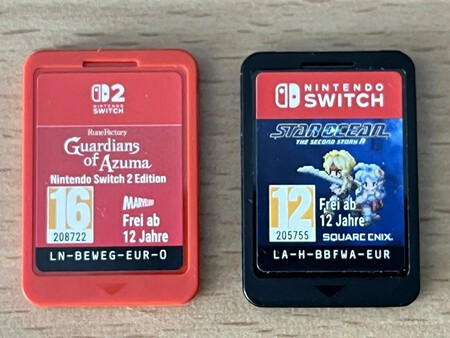 2
NINTENDO
SWITCH
RuneFactory
Guardians
of Azuma
Nintendo Switch 2 Edition
16
208722
MARVELOUS
Frei ab
12 Jahre
LN-BEWEG-EUR-0
NINTENDO
SWITCH
STAR OCEAN
THE SECOND STORY R
12
205755
Frei ab
12 Jahre
SQUARE ENIX.
LA-H-BBFWA-EUR